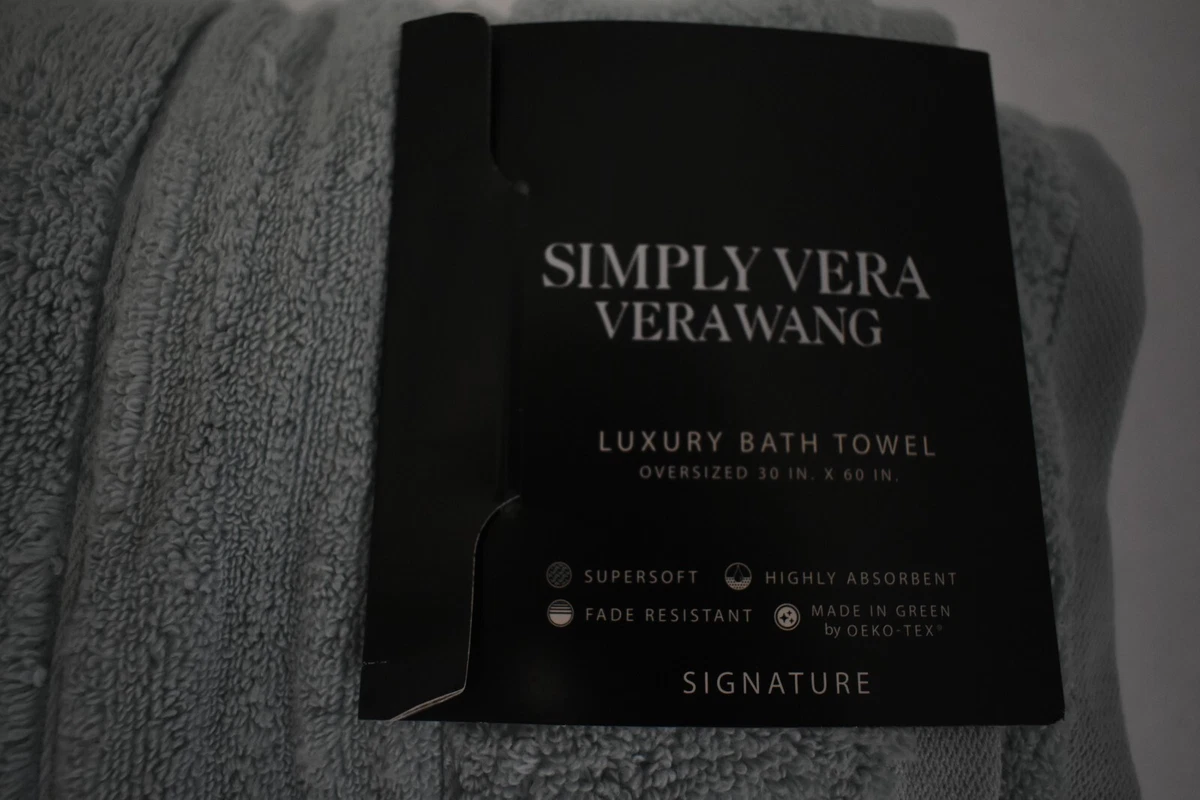 SIMPLY VERA
VERAWANG
LUXURY BATH TOWEL
OVERSIZED 30 IN. X 60 IN.
SUPERSOFT
HIGHLY ABSORBENT
FADE RESISTANT
MADE IN GREEN
by OEKO-TEX®
SIGNATURE